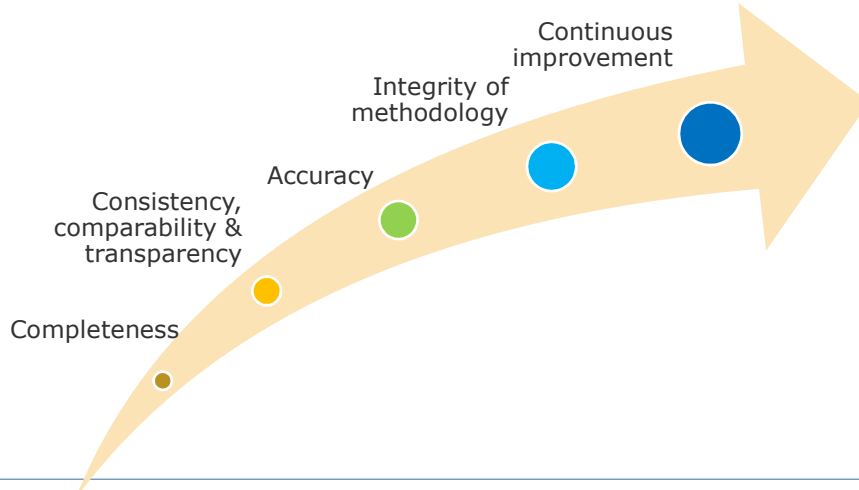 Continuous
improvement
Integrity of
methodology
Accuracy
Consistency,
comparability &
transparency
Completeness